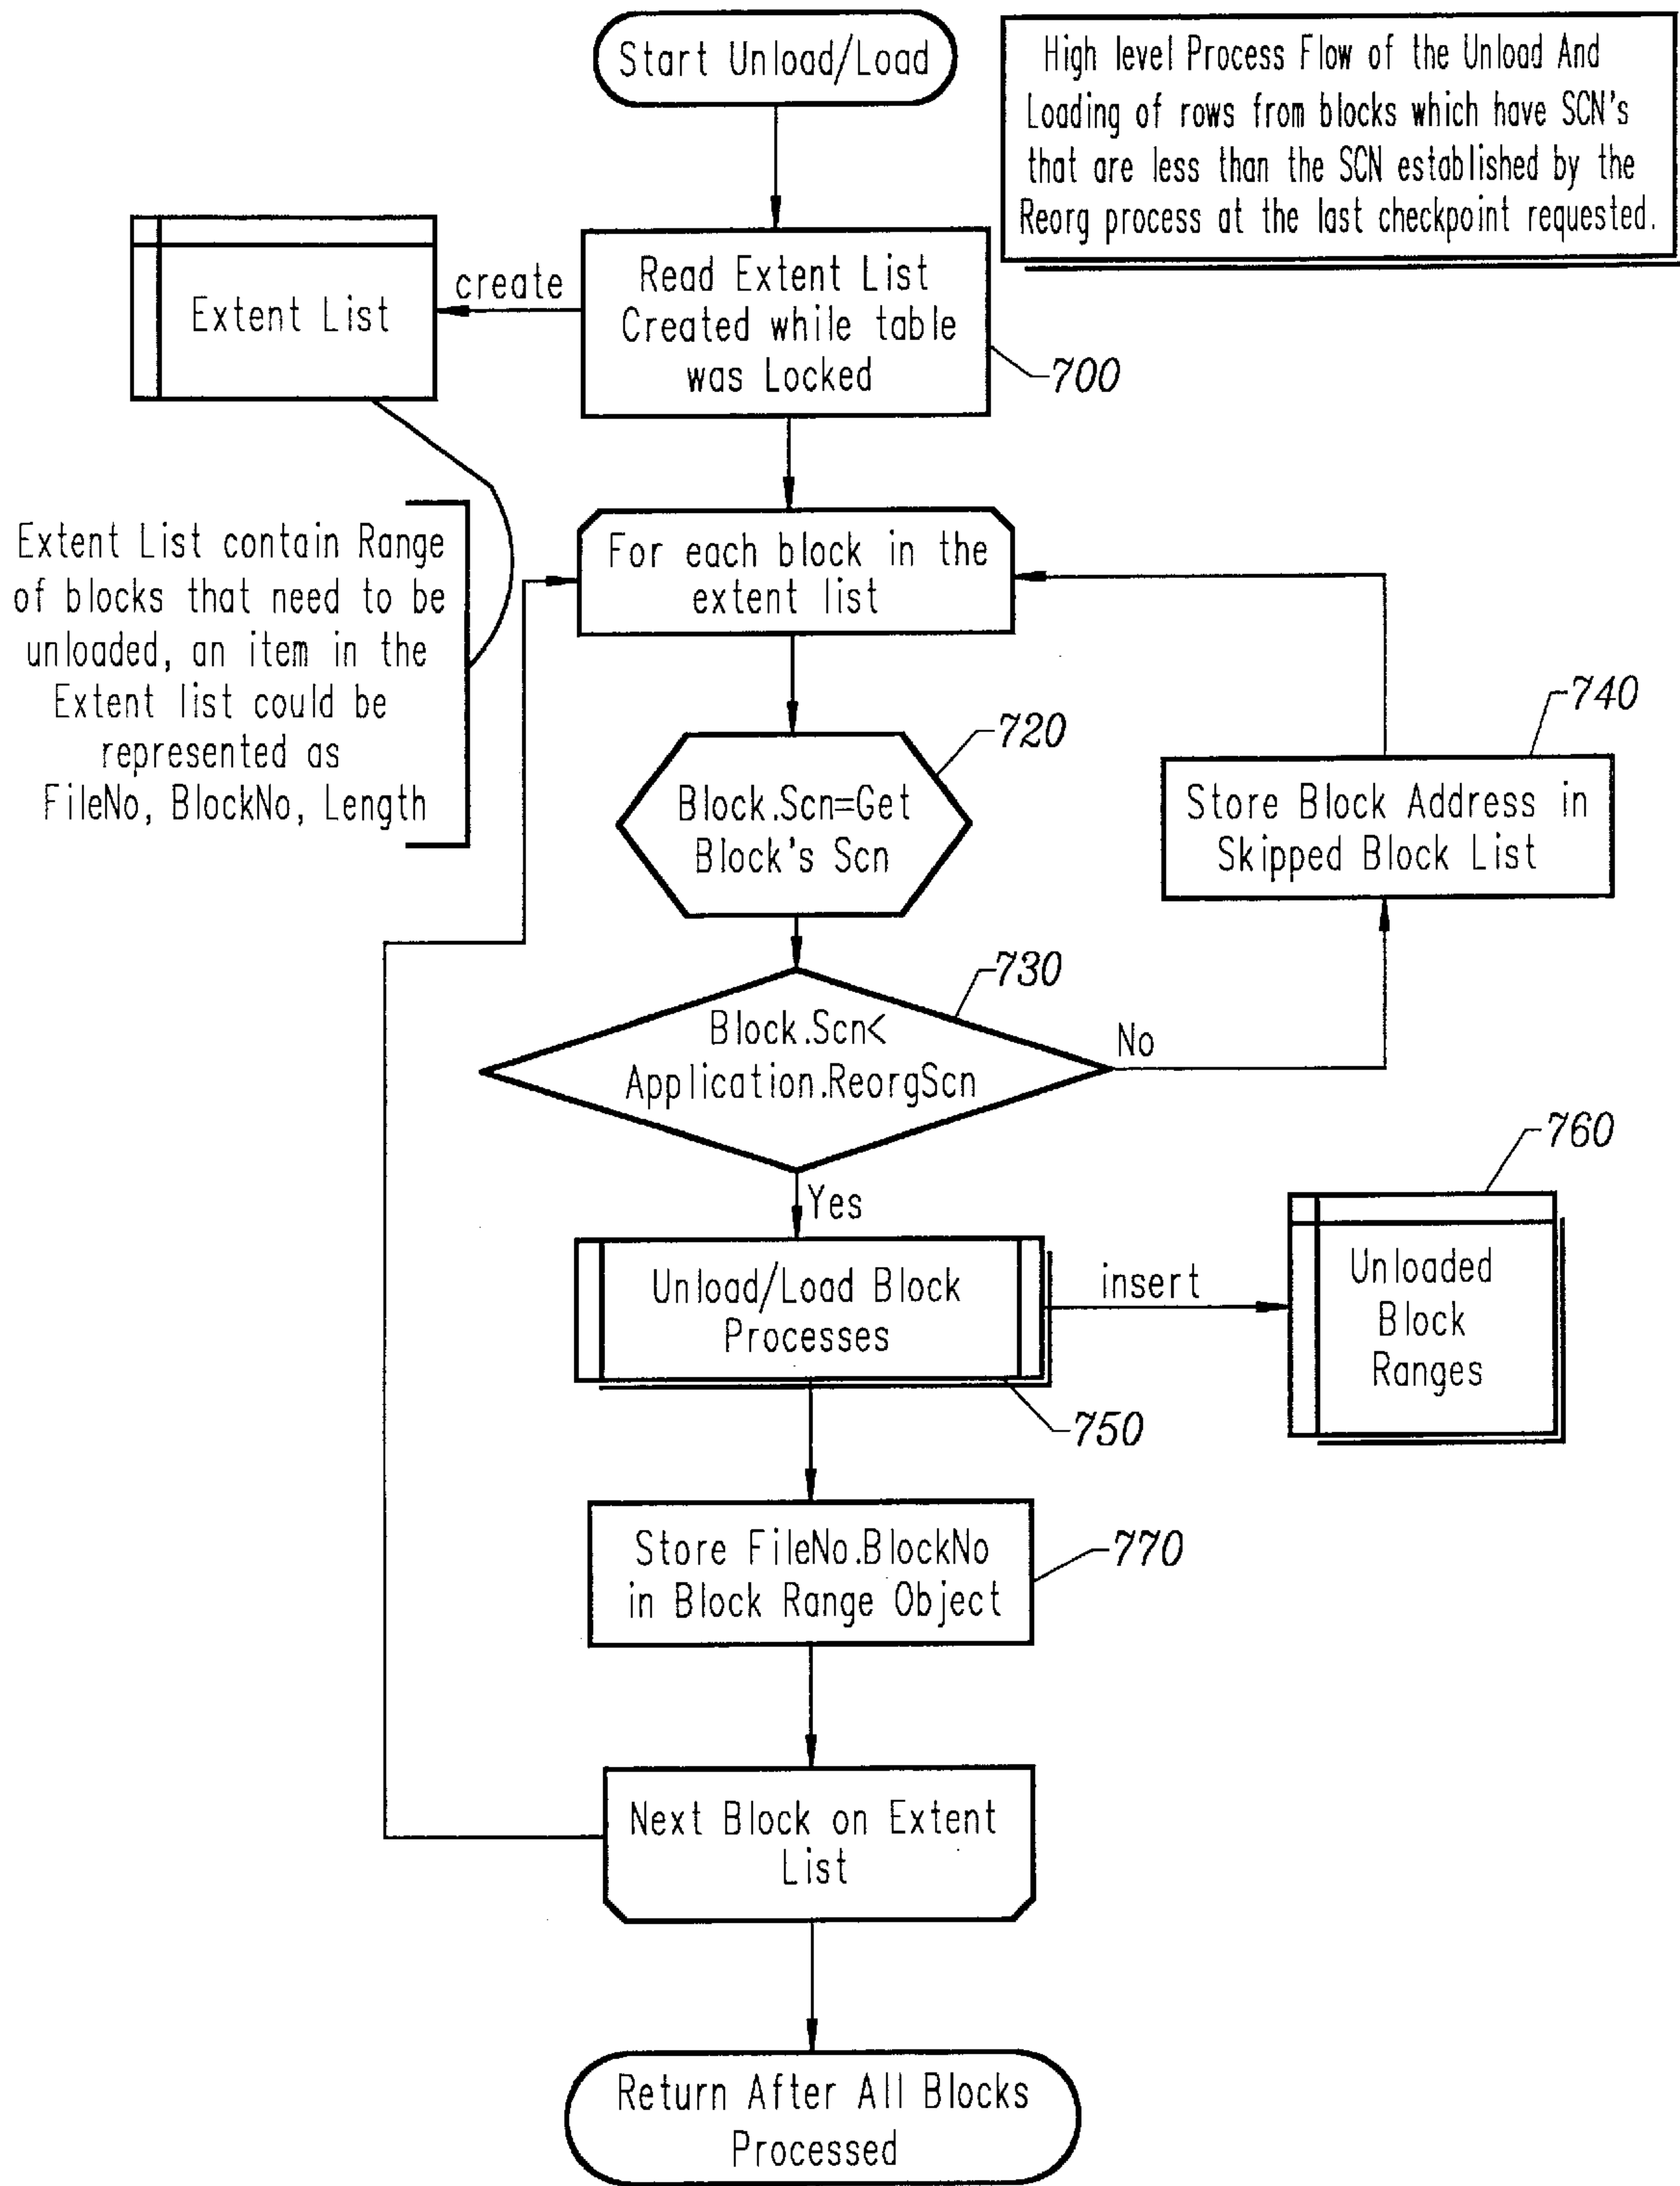 Start Unload/Load
High level Process Flow of the Unload And
Loading of rows from blocks which have SCN's
that are less than the SCN established by the
Reorg process at the last checkpoint requested.
Extent List
create
Read Extent List
Created while table
was Locked
700
Extent List contain Range
of blocks that need to be
unloaded, an item in the
Extent list could be
represented as
FileNo, BlockNo, Length
For each block in the
extent list
720
Block.Scn=Get
Block's Scn
740
Store Block Address in
Skipped Block List
730
Block.Scn<
Application.ReorgScn
No
Yes
760
Unload/Load Block
Processes
insert
Unloaded
Block
Ranges
750
Store FileNo.BlockNo
in Block Range Object
770
Next Block on Extent
List
Return After All Blocks
Processed